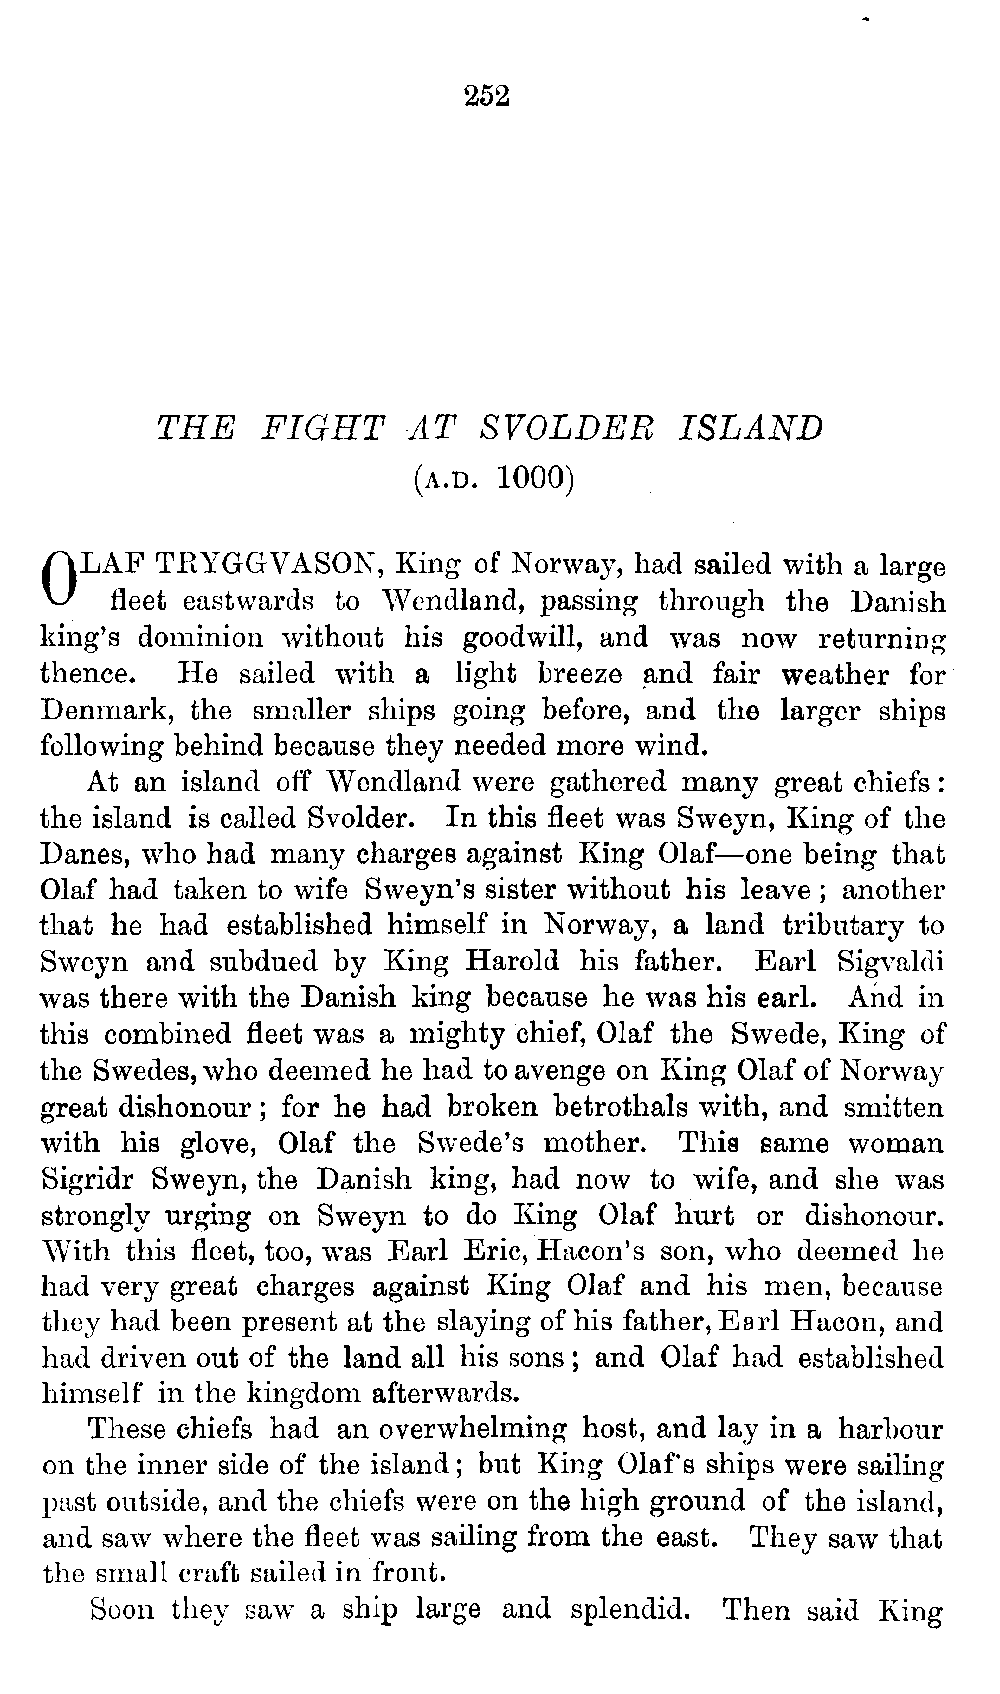 252
THE FIGHT AT SVOLDER ISLAND
(A.D. 1000)
OLAF TRYGGVASON, King of Norway, had sailed with a large
fleet eastwards to Wendland, passing through the Danish
king's dominion without his goodwill, and was now returning
thence. He sailed with a light breeze and fair weather for
Denmark, the smaller ships going before, and the larger ships
following behind because they needed more wind.
At an island off Wendland were gathered many great chiefs:
the island is called Svolder. In this fleet was Sweyn, King of the
Danes, who had many charges against King Olaf—one being that
Olaf had taken to wife Sweyn's sister without his leave; another
that he had established himself in Norway, a land tributary to
Sweyn and subdued by King Harold his father. Earl Sigvaldi
was there with the Danish king because he was his earl. And in
this combined fleet was a mighty chief, Olaf the Swede, King of
the Swedes, who deemed he had to avenge on King Olaf of Norway
great dishonour; for he had broken betrothals with, and smitten
with his glove, Olaf the Swede's mother. This same woman
Sigridr Sweyn, the Danish king, had now to wife, and she was
strongly urging on Sweyn to do King Olaf hurt or dishonour.
With this fleet, too, was Earl Eric, Hacon's son, who deemed he
had very great charges against King Olaf and his men, because
they had been present at the slaying of his father, Earl Hacon, and
had driven out of the land all his sons; and Olaf had established
himself in the kingdom afterwards.
These chiefs had an overwhelming host, and lay in a harbour
on the inner side of the island; but King Olaf's ships were sailing
past outside, and the chiefs were on the high ground of the island,
and saw where the fleet was sailing from the east. They saw that
the small craft sailed in front.
Soon they saw a ship large and splendid. Then said King